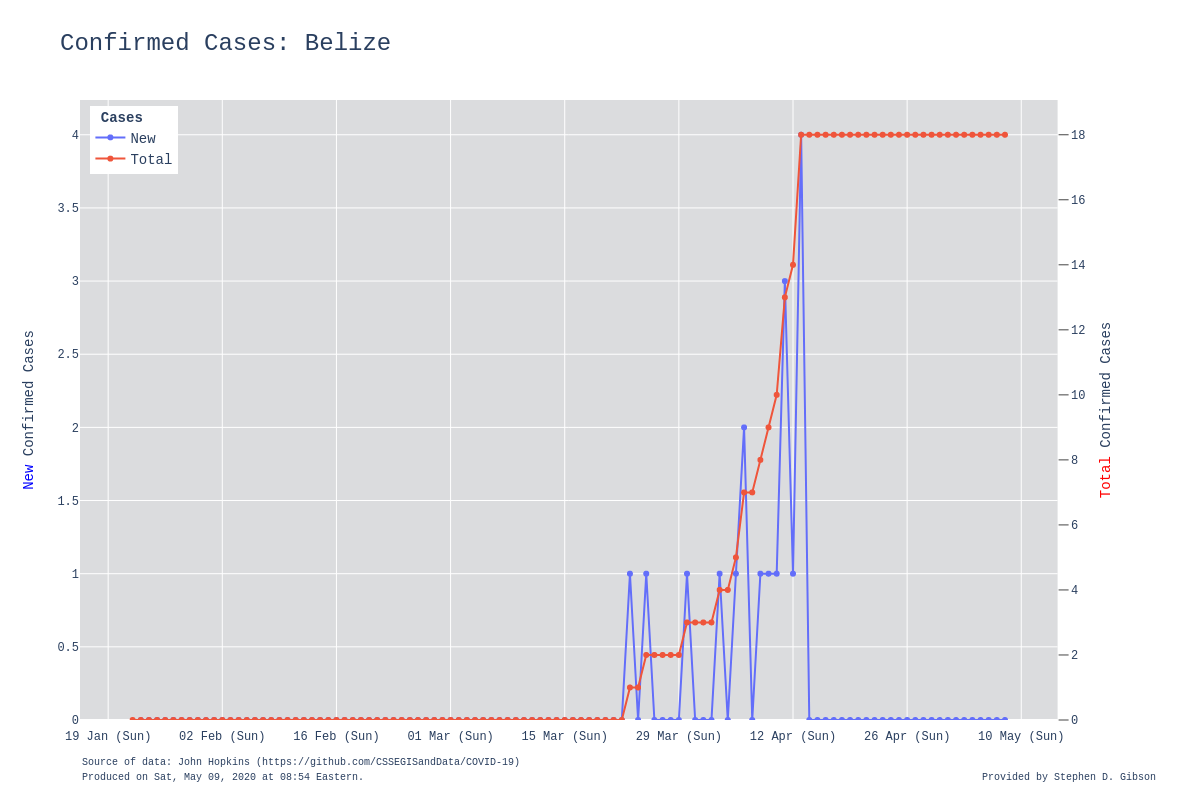 Confirmed Cases: Belize
Cases
New
Total
4
3.5
3
2.5
2
1.5
1
0.5
0
18
16
14
12
10
8
6
4
2
0
New Confirmed Cases
Total Confirmed Cases
19 Jan (Sun) 02 Feb (Sun) 16 Feb (Sun) 01 Mar (Sun) 15 Mar (Sun) 29 Mar (Sun) 12 Apr (Sun) 26 Apr (Sun) 10 May (Sun)
Source of data: John Hopkins (https://github.com/CSSEGISandData/COVID-19)
Produced on Sat, May 09, 2020 at 08:54 Eastern.
Provided by Stephen D. Gibson